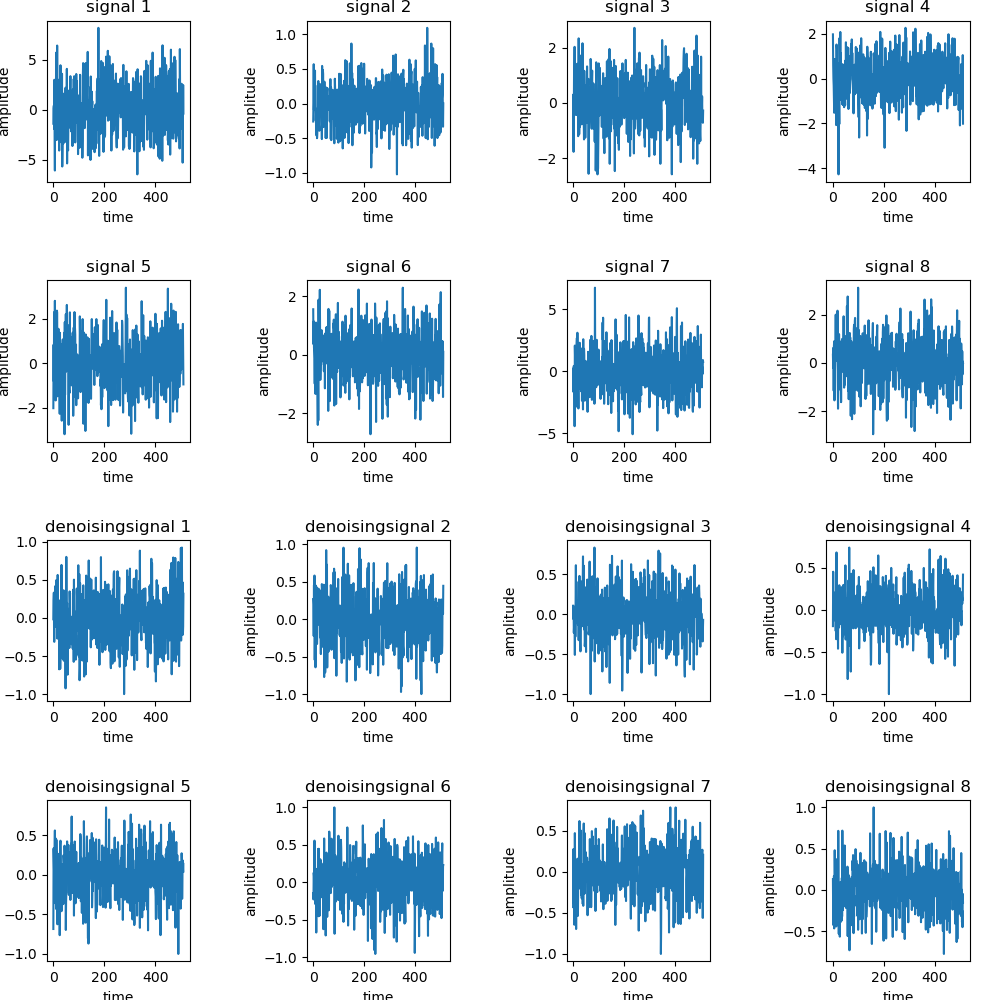 signal 1 signal 2 signal 3 signal 4
5 1.0 2 2
0 0.5 0 0
−5 0.0 −2 −2
−0.5 −4
−1.0
amplitude amplitude amplitude amplitude
0 200 400 0 200 400 0 200 400 0 200 400
time time time time
signal 5 signal 6 signal 7 signal 8
2 2 5 2
0 0 0 0
−2 −2 −5 −2
amplitude amplitude amplitude amplitude
0 200 400 0 200 400 0 200 400 0 200 400
time time time time
denoisingsignal 1 denoisingsignal 2 denoisingsignal 3 denoisingsignal 4
1.0 1.0 0.5 0.5
0.5 0.5 0.0 0.0
0.0 0.0 −0.5 −0.5
−0.5 −0.5 −1.0 −1.0
−1.0 −1.0
amplitude amplitude amplitude
0 200 400 0 200 400 0 200 400 0 200 400
time time time time
denoisingsignal 5 denoisingsignal 6 denoisingsignal 7 denoisingsignal 8
0.5 1.0 0.5 1.0
0.0 0.5 0.0 0.5
−0.5 0.0 −0.5 0.0
−1.0 −0.5 −1.0 −0.5
−1.0
amplitude amplitude amplitude
0 200 400 0 200 400 0 200 400 0 200 400
time time time time